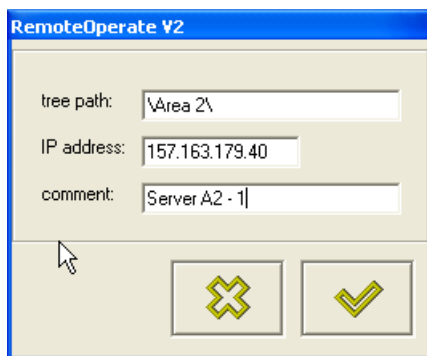 RemoteOperate V2
tree path: \Area 2\
IP address: 157.163.179.40
comment: Server A2 - 1